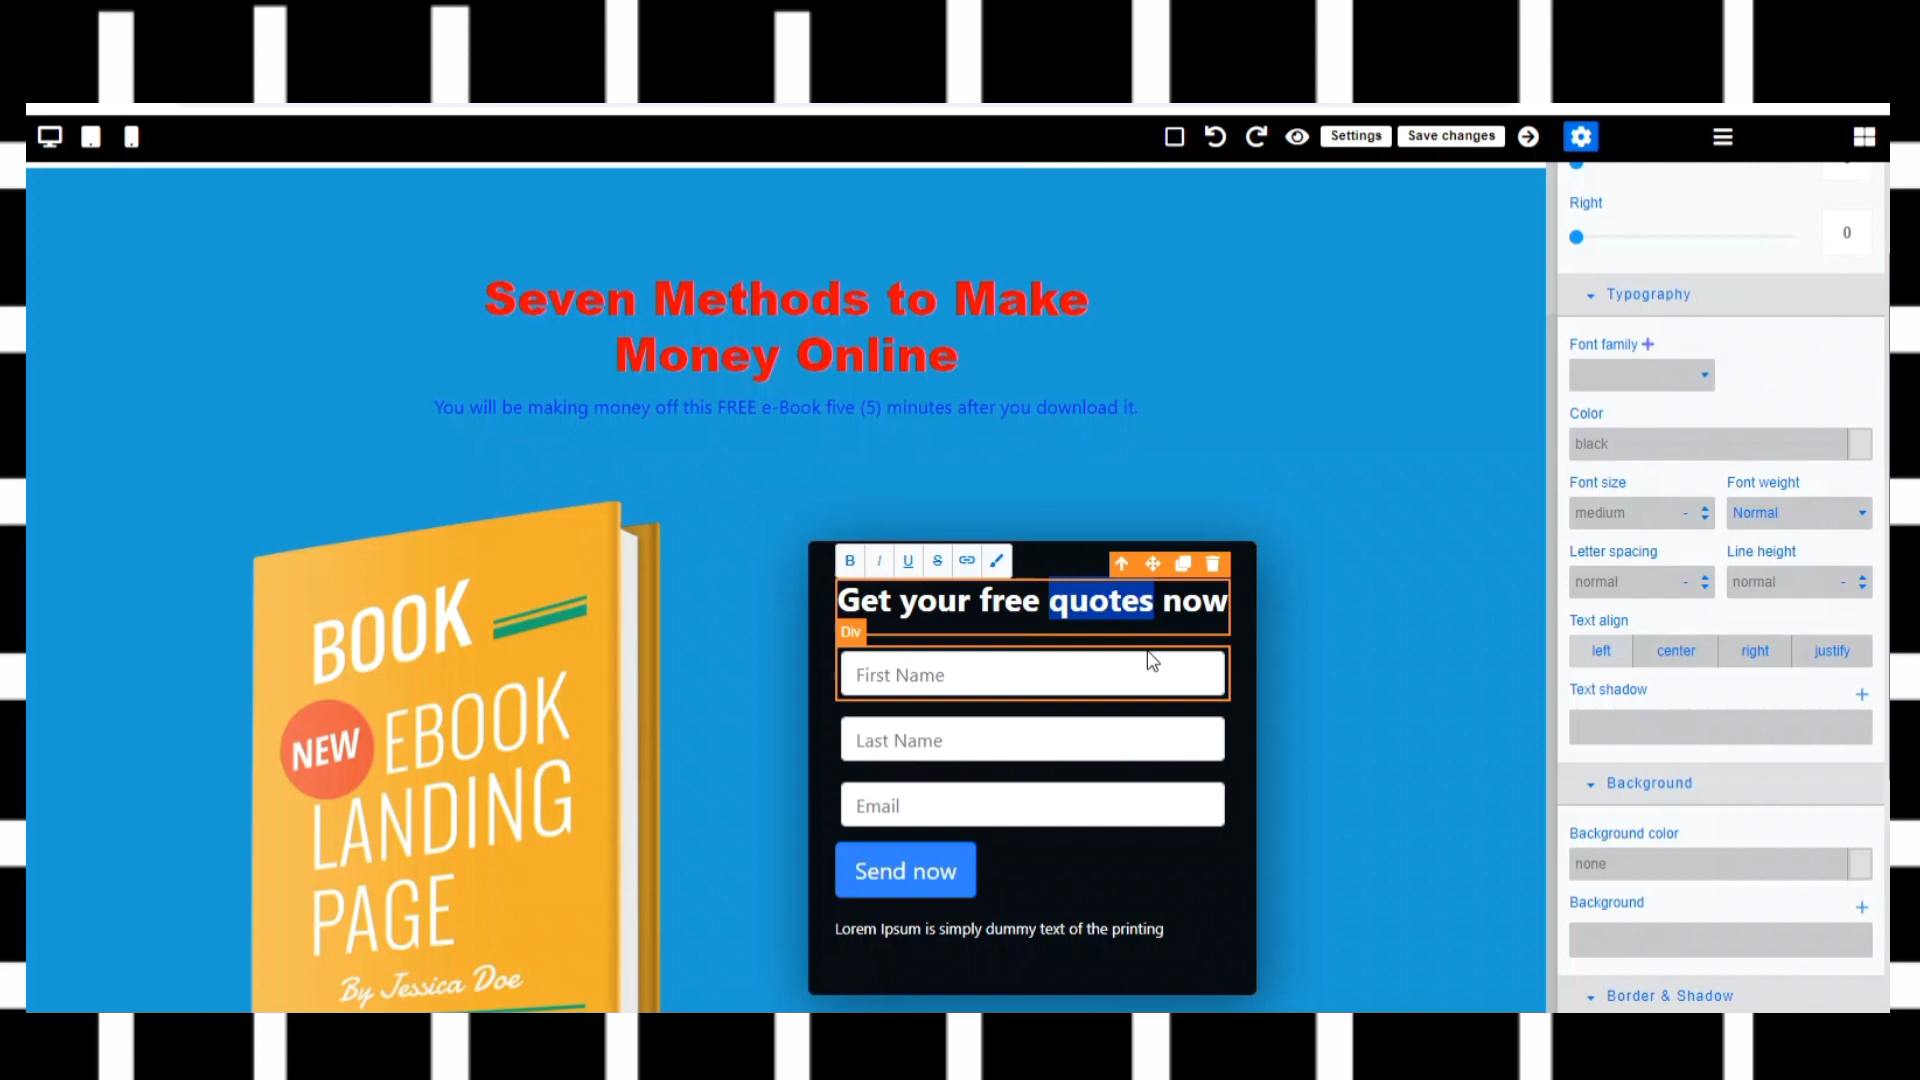 Settings
Save changes
Right
0
Seven Methods to Make
Money Online
You will be making money off this FREE e-Book five (5) minutes after you download it.
BOOK
NEW
EBOOK
LANDING
PAGE
By Jessica Doe
B I U S
Get your free quotes now
Div
First Name
Last Name
Email
Send now
Lorem Ipsum is simply dummy text of the printing
Typography
Font family +
Color
black
Font size
Font weight
medium -
Normal
Letter spacing
Line height
normal -
normal -
Text align
left center right justify
Text shadow +
Background
Background color
none
Background +
Border & Shadow